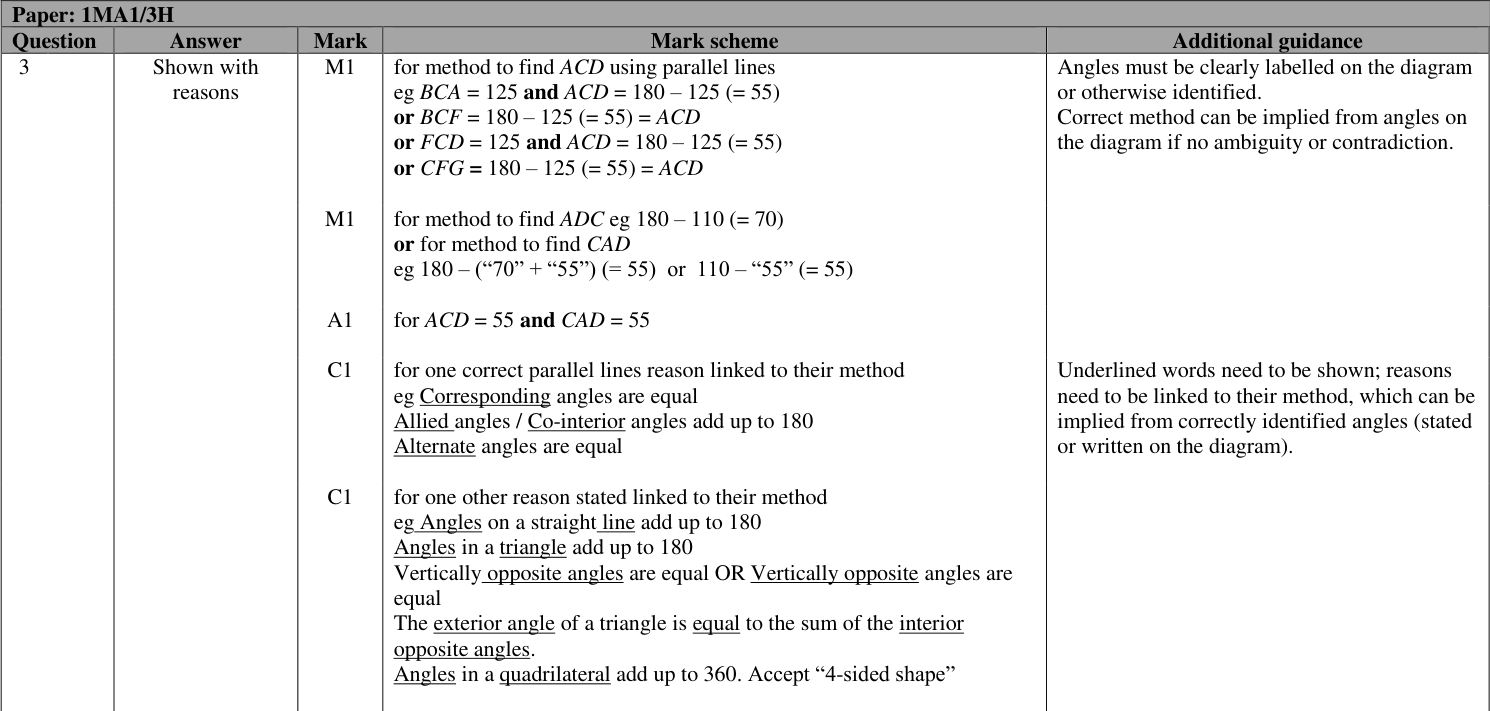 Paper: 1MA1/3H
Question Answer Mark Mark scheme Additional guidance
3 Shown with reasons M1 for method to find ACD using parallel lines
eg BCA = 125 and ACD = 180 – 125 (= 55)
or BCF = 180 – 125 (= 55) = ACD
or FCD = 125 and ACD = 180 – 125 (= 55)
or CFG = 180 – 125 (= 55) = ACD
Angles must be clearly labelled on the diagram
or otherwise identified.
Correct method can be implied from angles on
the diagram if no ambiguity or contradiction.
M1 for method to find ADC eg 180 – 110 (= 70)
or for method to find CAD
eg 180 – (“70” + “55”) (= 55) or 110 – “55” (= 55)
A1 for ACD = 55 and CAD = 55
C1 for one correct parallel lines reason linked to their method
eg Corresponding angles are equal
Allied angles / Co-interior angles add up to 180
Alternate angles are equal
Underlined words need to be shown; reasons
need to be linked to their method, which can be
implied from correctly identified angles (stated
or written on the diagram).
C1 for one other reason stated linked to their method
eg Angles on a straight line add up to 180
Angles in a triangle add up to 180
Vertically opposite angles are equal OR Vertically opposite angles are
equal
The exterior angle of a triangle is equal to the sum of the interior
opposite angles.
Angles in a quadrilateral add up to 360. Accept “4-sided shape”